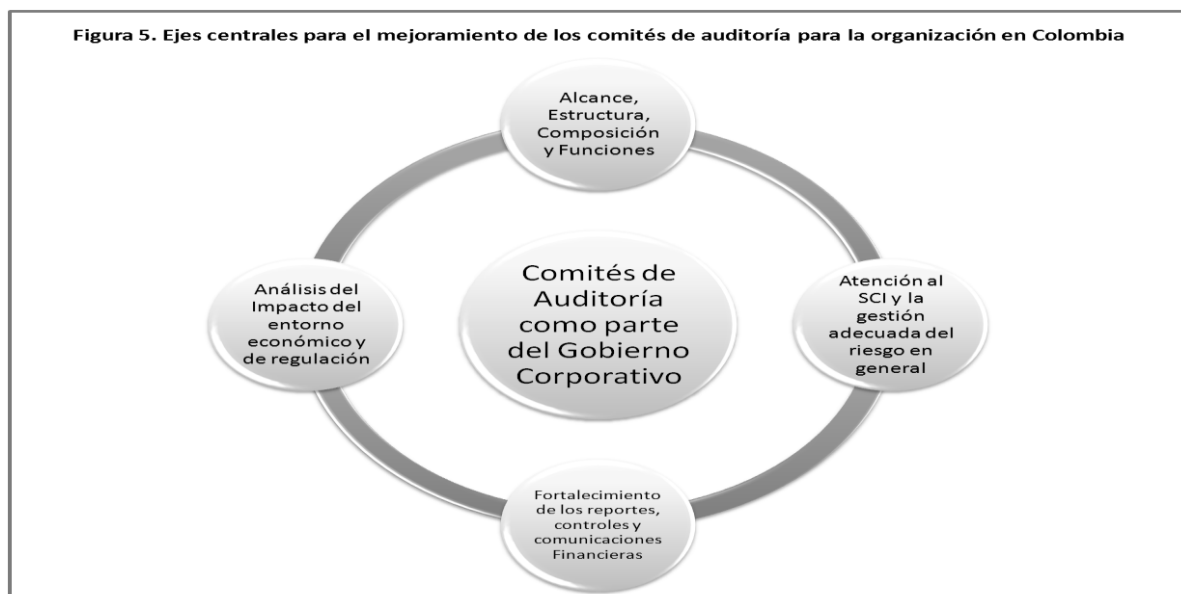 Figura 5. Ejes centrales para el mejoramiento de los comités de auditoría para la organización en Colombia
Alcance,
Estructura,
Composición
y Funciones
Análisis del
Impacto del
entorno
económico y
de regulación
Comités de
Auditoría
como parte
del Gobierno
Corporativo
Atención al
SCI y la
gestión
adecuada del
riesgo en
general
Fortalecimiento
de los reportes,
controles y
comunicaciones
Financieras